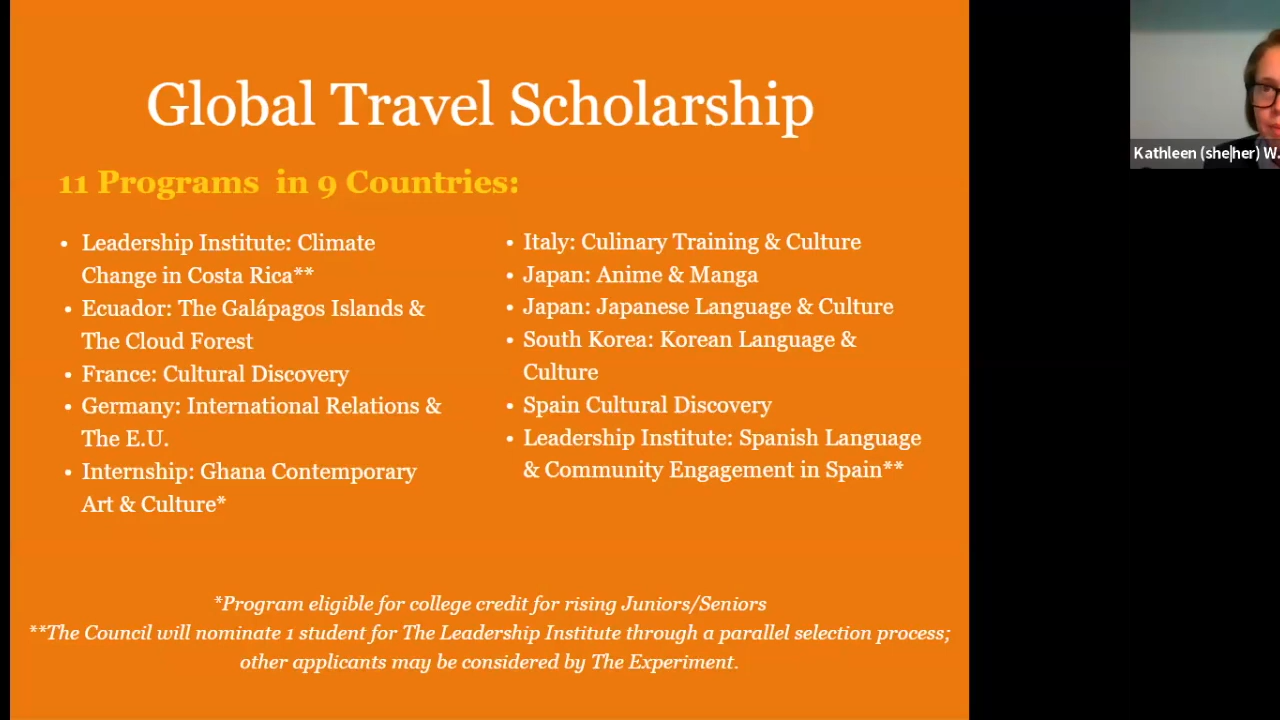 Global Travel Scholarship
11 Programs in 9 Countries:
• Leadership Institute: Climate
Change in Costa Rica**
• Ecuador: The Galápagos Islands &
The Cloud Forest
• France: Cultural Discovery
• Germany: International Relations &
The E.U.
• Internship: Ghana Contemporary
Art & Culture*
• Italy: Culinary Training & Culture
• Japan: Anime & Manga
• Japan: Japanese Language & Culture
• South Korea: Korean Language &
Culture
• Spain Cultural Discovery
• Leadership Institute: Spanish Language
& Community Engagement in Spain**
*Program eligible for college credit for rising Juniors/Seniors
**The Council will nominate 1 student for The Leadership Institute through a parallel selection process;
other applicants may be considered by The Experiment.
Kathleen (she|her) W.